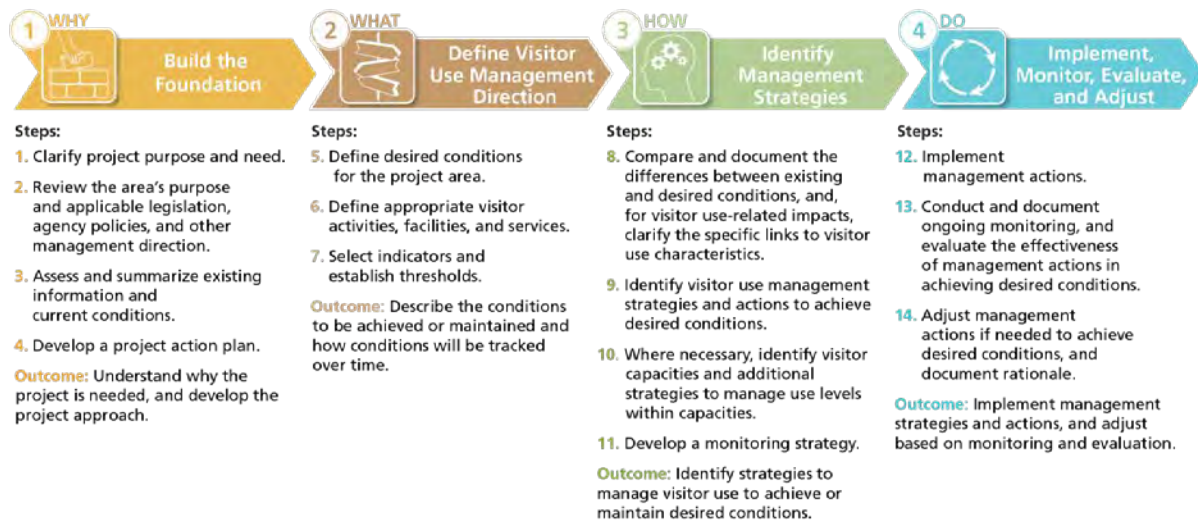 1
WHY
Build the
Foundation
Steps:
1. Clarify project purpose and need.
2. Review the area's purpose
and applicable legislation,
agency policies, and other
management direction.
3. Assess and summarize existing
information and
current conditions.
4. Develop a project action plan.
Outcome: Understand why the
project is needed, and develop the
project approach.
2
WHAT
Define Visitor
Use Management
Direction
Steps:
5. Define desired conditions
for the project area.
6. Define appropriate visitor
activities, facilities, and services.
7. Select indicators and
establish thresholds.
Outcome: Describe the conditions
to be achieved or maintained and
how conditions will be tracked
over time.
3
HOW
Identify
Management
Strategies
Steps:
8. Compare and document the
differences between existing
and desired conditions, and,
for visitor use-related impacts,
clarify the specific links to visitor
use characteristics.
9. Identify visitor use management
strategies and actions to achieve
desired conditions.
10. Where necessary, identify visitor
capacities and additional
strategies to manage use levels
within capacities.
11. Develop a monitoring strategy.
Outcome: Identify strategies to
manage visitor use to achieve or
maintain desired conditions.
4
DO
Implement,
Monitor, Evaluate,
and Adjust
Steps:
12. Implement
management actions.
13. Conduct and document
ongoing monitoring, and
evaluate the effectiveness
of management actions in
achieving desired conditions.
14. Adjust management
actions if needed to achieve
desired conditions, and
document rationale.
Outcome: Implement management
strategies and actions, and adjust
based on monitoring and evaluation.